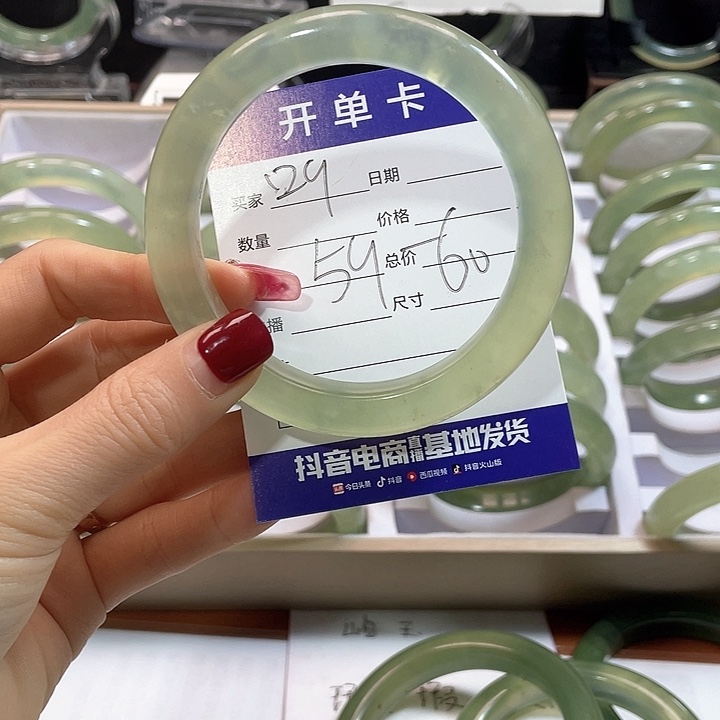 开单卡
买家 29 日期
数量 价格
59-60 总价
播 尺寸
抖音电商直播基地发货
今日头条 抖音 西瓜视频 抖音火山版